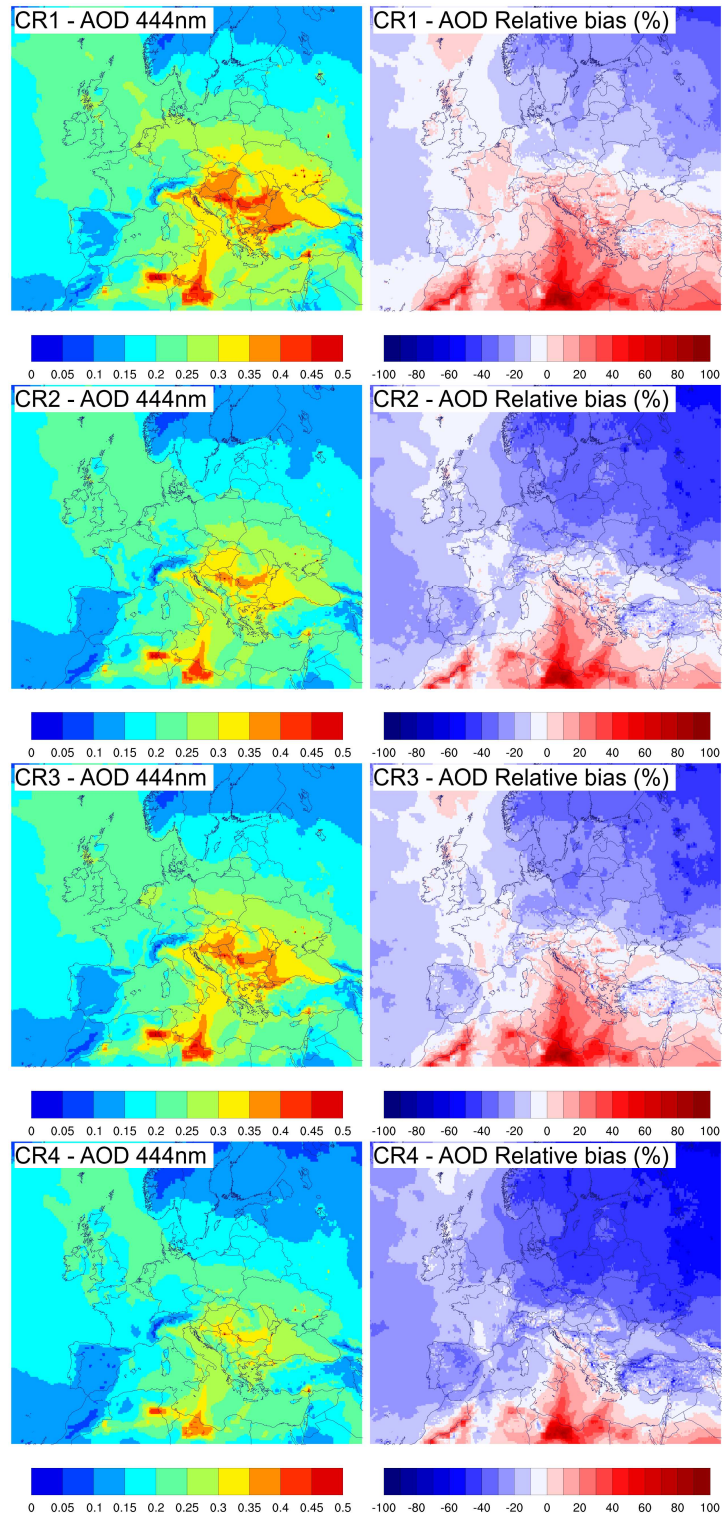 CR1 - AOD 444nm CR1 - AOD Relative bias (%)
0 0.05 0.1 0.15 0.2 0.25 0.3 0.35 0.4 0.45 0.5 -100 -80 -60 -40 -20 0 20 40 60 80 100
CR2 - AOD 444nm CR2 - AOD Relative bias (%)
0 0.05 0.1 0.15 0.2 0.25 0.3 0.35 0.4 0.45 0.5 -100 -80 -60 -40 -20 0 20 40 60 80 100
CR3 - AOD 444nm CR3 - AOD Relative bias (%)
0 0.05 0.1 0.15 0.2 0.25 0.3 0.35 0.4 0.45 0.5 -100 -80 -60 -40 -20 0 20 40 60 80 100
CR4 - AOD 444nm CR4 - AOD Relative bias (%)
0 0.05 0.1 0.15 0.2 0.25 0.3 0.35 0.4 0.45 0.5 -100 -80 -60 -40 -20 0 20 40 60 80 100